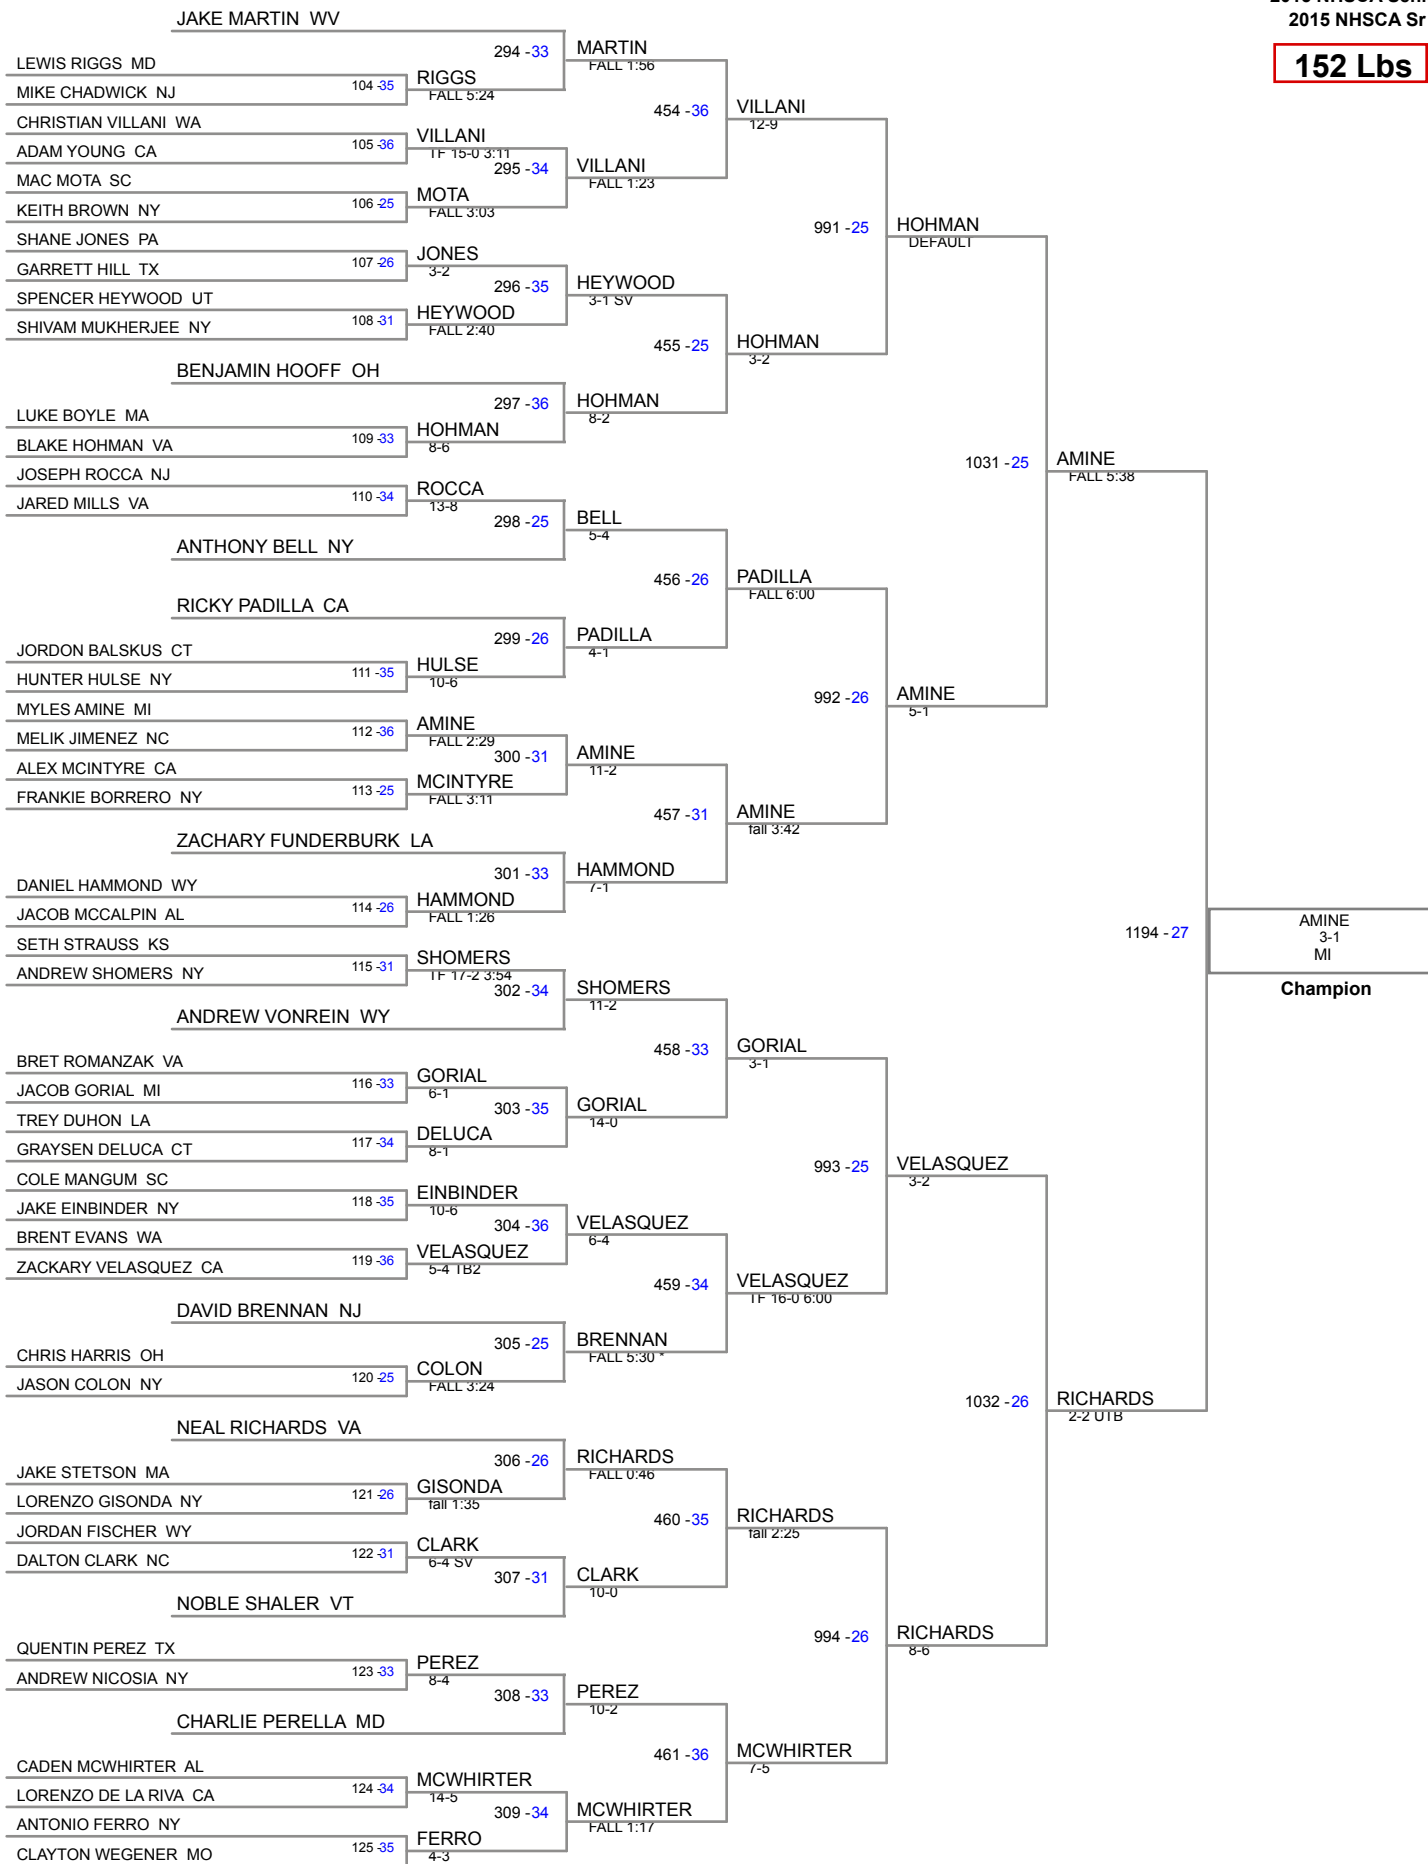 2015 NHSCA Sr
152 Lbs
JAKE MARTIN WV
294 -33
MARTIN
FALL 1:56
LEWIS RIGGS MD
104 -35
RIGGS
FALL 5:24
MIKE CHADWICK NJ
454 -36
VILLANI
12-9
CHRISTIAN VILLANI WA
105 -36
VILLANI
TF 15-0 3:11
ADAM YOUNG CA
295 -34
VILLANI
FALL 1:23
MAC MOTA SC
106 -25
MOTA
FALL 3:03
KEITH BROWN NY
991 -25
HOHMAN
DEFAULT
SHANE JONES PA
107 -26
JONES
3-2
GARRETT HILL TX
296 -35
HEYWOOD
3-1 SV
SPENCER HEYWOOD UT
108 -31
HEYWOOD
FALL 2:40
SHIVAM MUKHERJEE NY
455 -25
HOHMAN
3-2
BENJAMIN HOOFF OH
297 -36
HOHMAN
8-2
LUKE BOYLE MA
109 -33
HOHMAN
8-6
BLAKE HOHMAN VA
1031 -25
AMINE
FALL 5:38
JOSEPH ROCCA NJ
110 -34
ROCCA
13-8
JARED MILLS VA
298 -25
BELL
5-4
ANTHONY BELL NY
456 -26
PADILLA
FALL 6:00
RICKY PADILLA CA
299 -26
PADILLA
4-1
JORDON BALSKUS CT
111 -35
HULSE
10-6
HUNTER HULSE NY
992 -26
AMINE
5-1
MYLES AMINE MI
112 -36
AMINE
FALL 2:29
MELIK JIMENEZ NC
300 -31
AMINE
11-2
ALEX MCINTYRE CA
113 -25
MCINTYRE
FALL 3:11
FRANKIE BORRERO NY
457 -31
AMINE
fall 3:42
ZACHARY FUNDERBURK LA
301 -33
HAMMOND
7-1
DANIEL HAMMOND WY
114 -26
HAMMOND
FALL 1:26
JACOB MCCALPIN AL
1194 -27
AMINE
3-1
MI
Champion
SETH STRAUSS KS
115 -31
SHOMERS
TF 17-2 3:54
ANDREW SHOMERS NY
302 -34
SHOMERS
11-2
ANDREW VONREIN WY
458 -33
GORIAL
3-1
BRET ROMANZAK VA
116 -33
GORIAL
6-1
JACOB GORIAL MI
303 -35
GORIAL
14-0
TREY DUHON LA
117 -34
DELUCA
8-1
GRAYSEN DELUCA CT
993 -25
VELASQUEZ
3-2
COLE MANGUM SC
118 -35
EINBINDER
10-6
JAKE EINBINDER NY
304 -36
VELASQUEZ
6-4
BRENT EVANS WA
119 -36
VELASQUEZ
5-4 TB2
ZACKARY VELASQUEZ CA
459 -34
VELASQUEZ
TF 16-0 6:00
DAVID BRENNAN NJ
305 -25
BRENNAN
FALL 5:30 *
CHRIS HARRIS OH
120 -25
COLON
FALL 3:24
JASON COLON NY
1032 -26
RICHARDS
2-2 UTB
NEAL RICHARDS VA
306 -26
RICHARDS
FALL 0:46
JAKE STETSON MA
121 -26
GISONDA
fall 1:35
LORENZO GISONDA NY
460 -35
RICHARDS
fall 2:25
JORDAN FISCHER WY
122 -31
CLARK
6-4 SV
DALTON CLARK NC
307 -31
CLARK
10-0
NOBLE SHALER VT
994 -26
RICHARDS
8-6
QUENTIN PEREZ TX
123 -33
PEREZ
8-4
ANDREW NICOSIA NY
308 -33
PEREZ
10-2
CHARLIE PERELLA MD
461 -36
MCWHIRTER
7-5
CADEN MCWHIRTER AL
124 -34
MCWHIRTER
14-5
LORENZO DE LA RIVA CA
309 -34
MCWHIRTER
FALL 1:17
ANTONIO FERRO NY
125 -35
FERRO
4-3
CLAYTON WEGENER MO